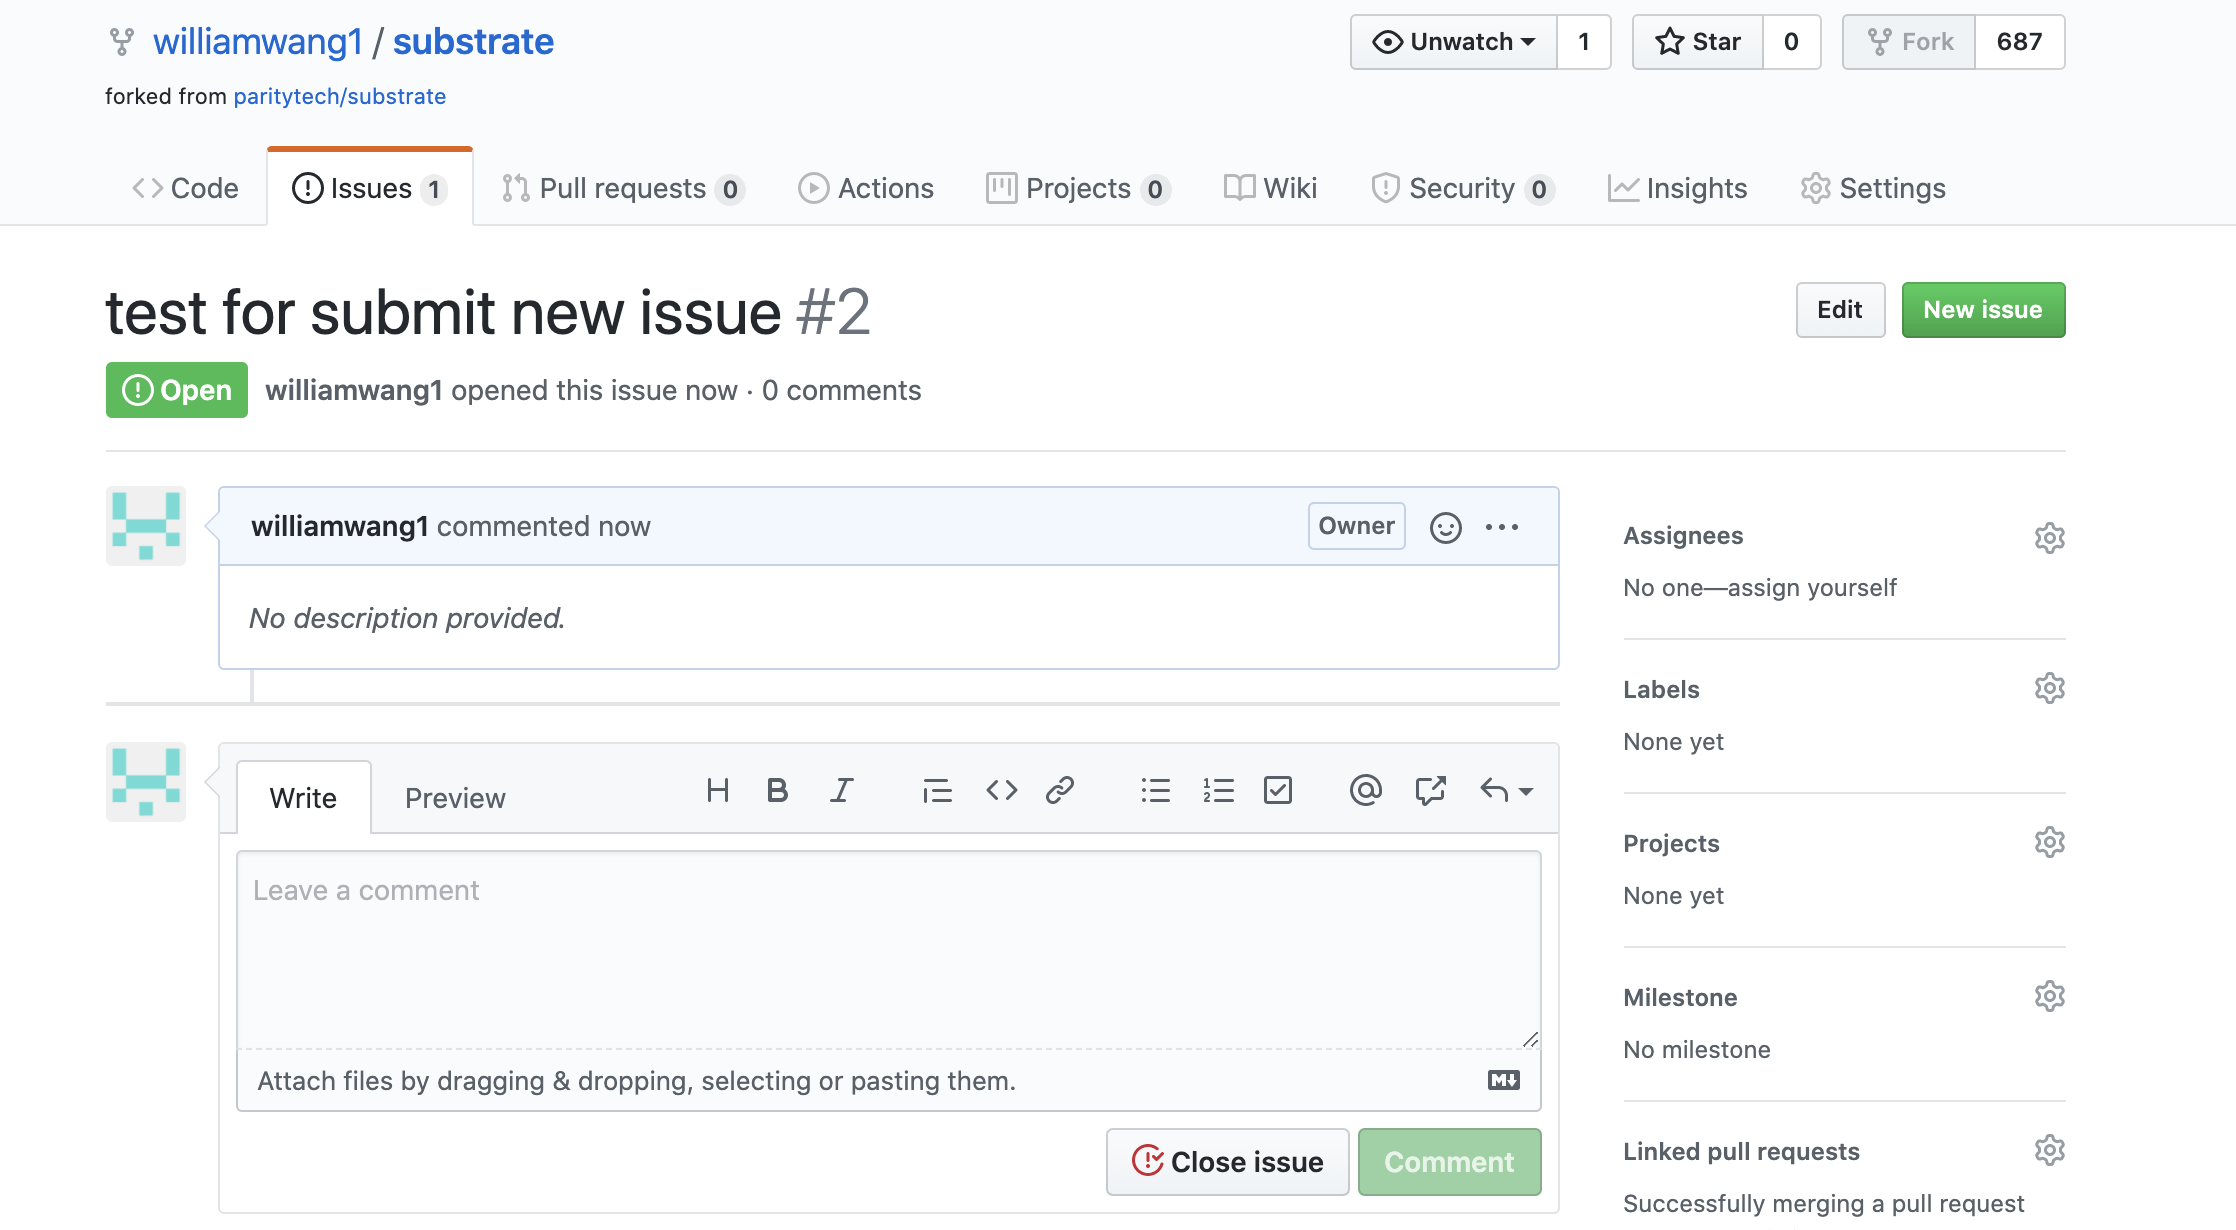 williamwang1 / substrate
Unwatch 1
Star 0
Fork 687
forked from paritytech/substrate
Code
Issues 1
Pull requests 0
Actions
Projects 0
Wiki
Security 0
Insights
Settings
test for submit new issue #2
Edit
New issue
Open
williamwang1 opened this issue now · 0 comments
williamwang1 commented now
Owner
No description provided.
Write
Preview
Leave a comment
Attach files by dragging & dropping, selecting or pasting them.
Close issue
Comment
Assignees
No one—assign yourself
Labels
None yet
Projects
None yet
Milestone
No milestone
Linked pull requests
Successfully merging a pull request